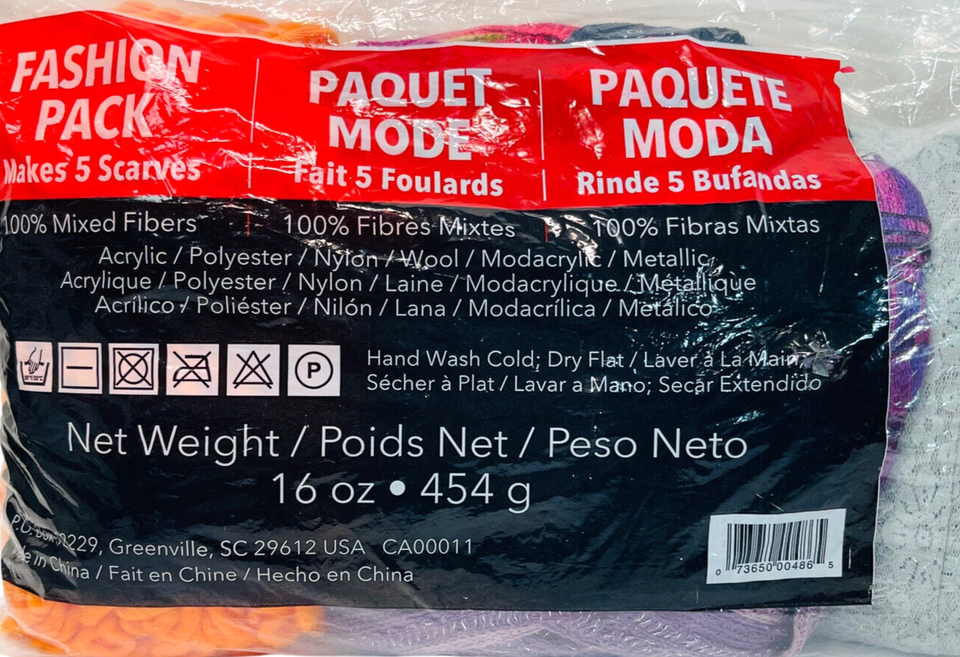 FASHION
PACK
Makes 5 Scarves
PAQUET
MODE
Fait 5 Foulards
PAQUETE
MODA
Rinde 5 Bufandas
100% Mixed Fibers
100% Fibres Mixtes
100% Fibras Mixtas
Acrylic / Polyester / Nylon / Wool / Modacrylic / Metallic
Acrylique / Polyester / Nylon / Laine / Modacrylique / Métallique
Acrílico / Poliéster / Nilón / Lana / Modacrílica / Metálico
P
Hand Wash Cold; Dry Flat / Laver à La Main;
Sécher à Plat / Lavar a Mano; Secar Extendido
Net Weight / Poids Net / Peso Neto
16 oz • 454 g
P.O. Greenville, SC 29612 USA CA00011
in China / Fait en Chine / Hecho en China
0 73650 00486 5